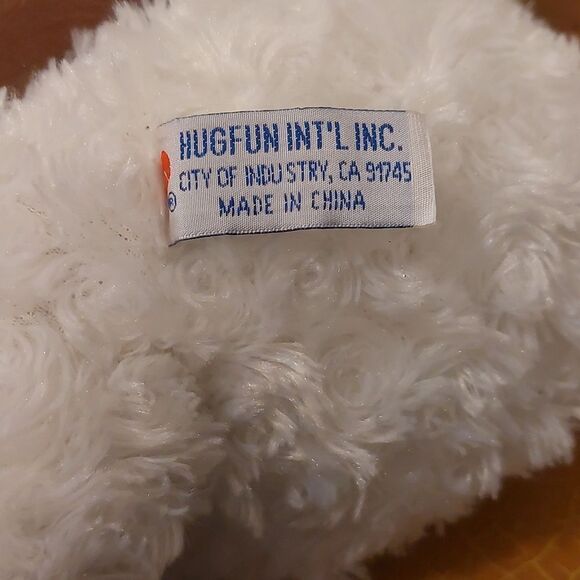 HUGFUN INT'L INC.
CITY OF INDUSTRY, CA 91745
® MADE IN CHINA